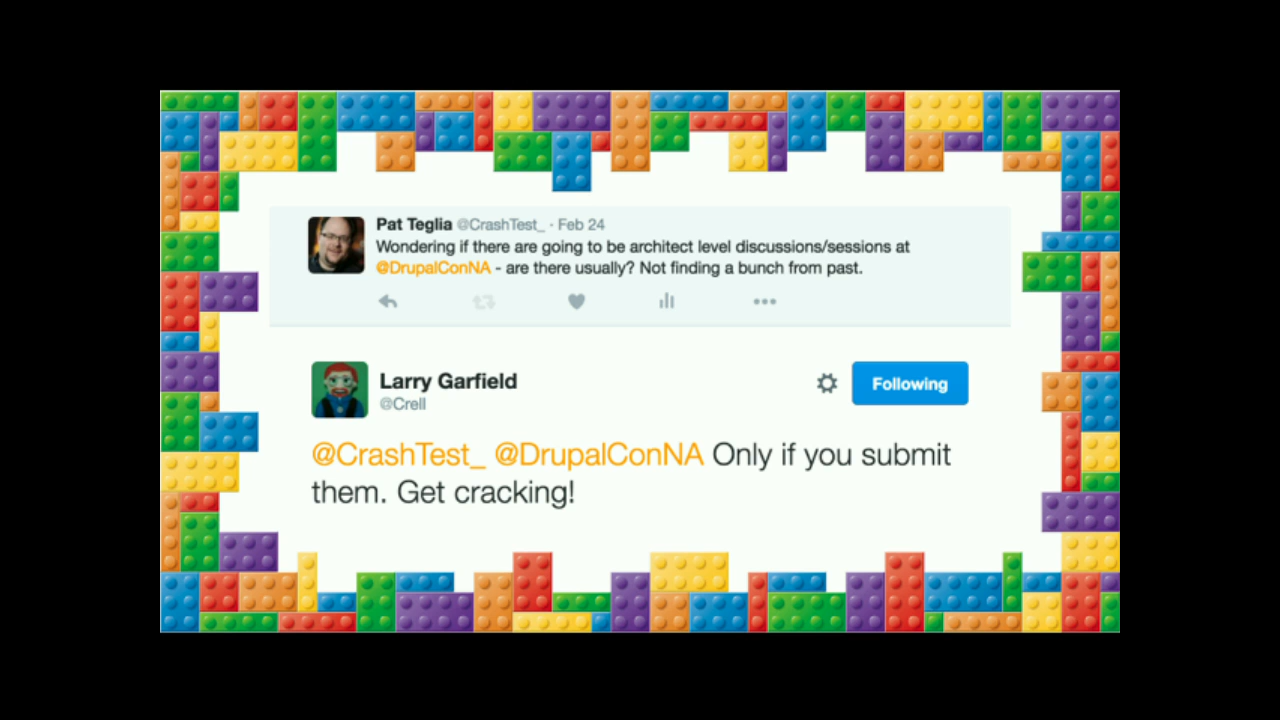 Pat Teglia @CrashTest_ · Feb 24
Wondering if there are going to be architect level discussions/sessions at
@DrupalConNA - are there usually? Not finding a bunch from past.
Larry Garfield
@Crell
Following
@CrashTest_ @DrupalConNA Only if you submit
them. Get cracking!